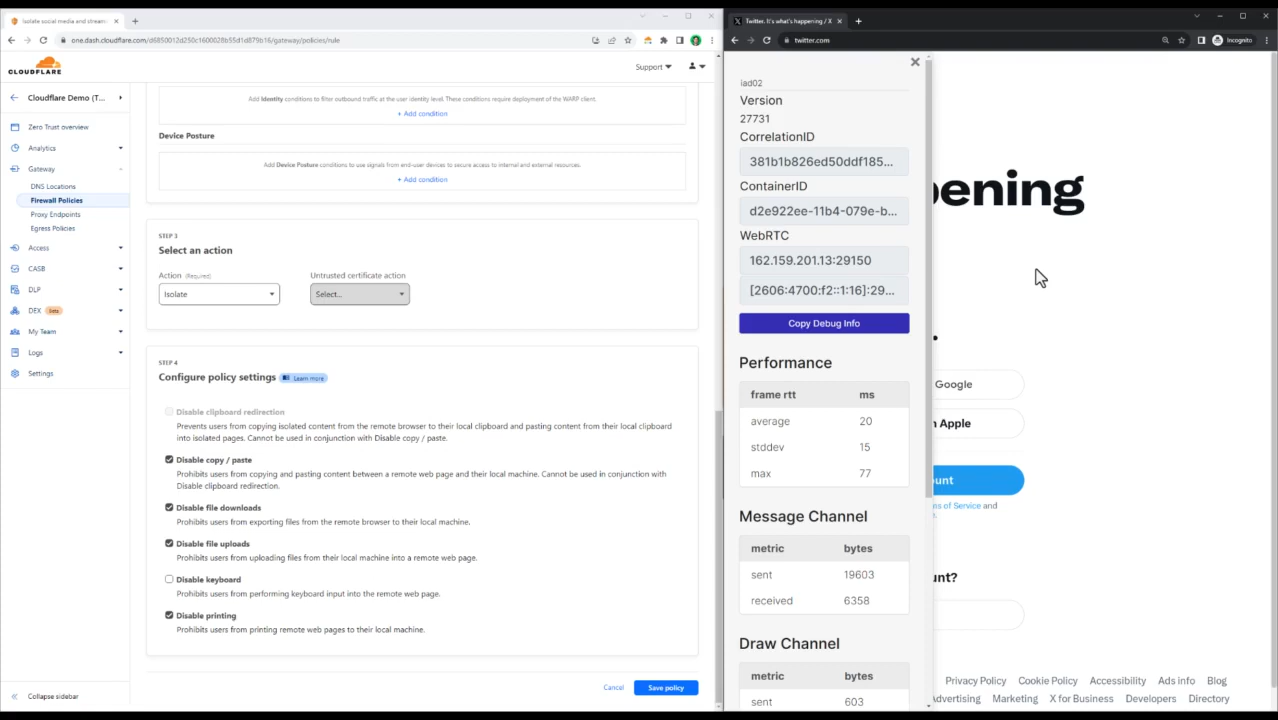 Isolate social media and stream
one.dash.cloudflare.com/d6850012d250c1600028b55d1d879b16/gateway/policies/rule
CLOUDFLARE
Support
Cloudflare Demo (T...
Zero Trust overview
Analytics
Gateway
DNS Locations
Firewall Policies
Proxy Endpoints
Egress Policies
Access
CASB
DLP
DEX Beta
My Team
Logs
Settings
Collapse sidebar
Add Identity conditions to filter outbound traffic at the user identity level. These conditions require deployment of the WARP client.
+ Add condition
Device Posture
Add Device Posture conditions to use signals from end-user devices to secure access to internal and external resources.
+ Add condition
STEP 3
Select an action
Action (Required)
Untrusted certificate action
Isolate
Select...
STEP 4
Configure policy settings Learn more
Disable clipboard redirection
Prevents users from copying isolated content from the remote browser to their local clipboard and pasting content from their local clipboard
into isolated pages. Cannot be used in conjunction with Disable copy / paste.
Disable copy / paste
Prohibits users from copying and pasting content between a remote web page and their local machine. Cannot be used in conjunction with
Disable clipboard redirection.
Disable file downloads
Prohibits users from exporting files from the remote browser to their local machine.
Disable file uploads
Prohibits users from uploading files from their local machine into a remote web page.
Disable keyboard
Prohibits users from performing keyboard input into the remote web page.
Disable printing
Prohibits users from printing remote web pages to their local machine.
Cancel
Save policy
Twitter. It's what's happening / X
twitter.com
Incognito
iad02
Version
27731
CorrelationID
381b1b826ed50ddf185...
ContainerID
d2e922ee-11b4-079e-b...
WebRTC
162.159.201.13:29150
[2606:4700:f2::1:16]:29...
Copy Debug Info
Performance
frame rtt ms
average 20
stddev 15
max 77
Message Channel
metric bytes
sent 19603
received 6358
Draw Channel
metric bytes
sent 603
pening
.
Google
n Apple
unt
ms of Service and
unt?
Privacy Policy Cookie Policy Accessibility Ads info Blog
Advertising Marketing X for Business Developers Directory